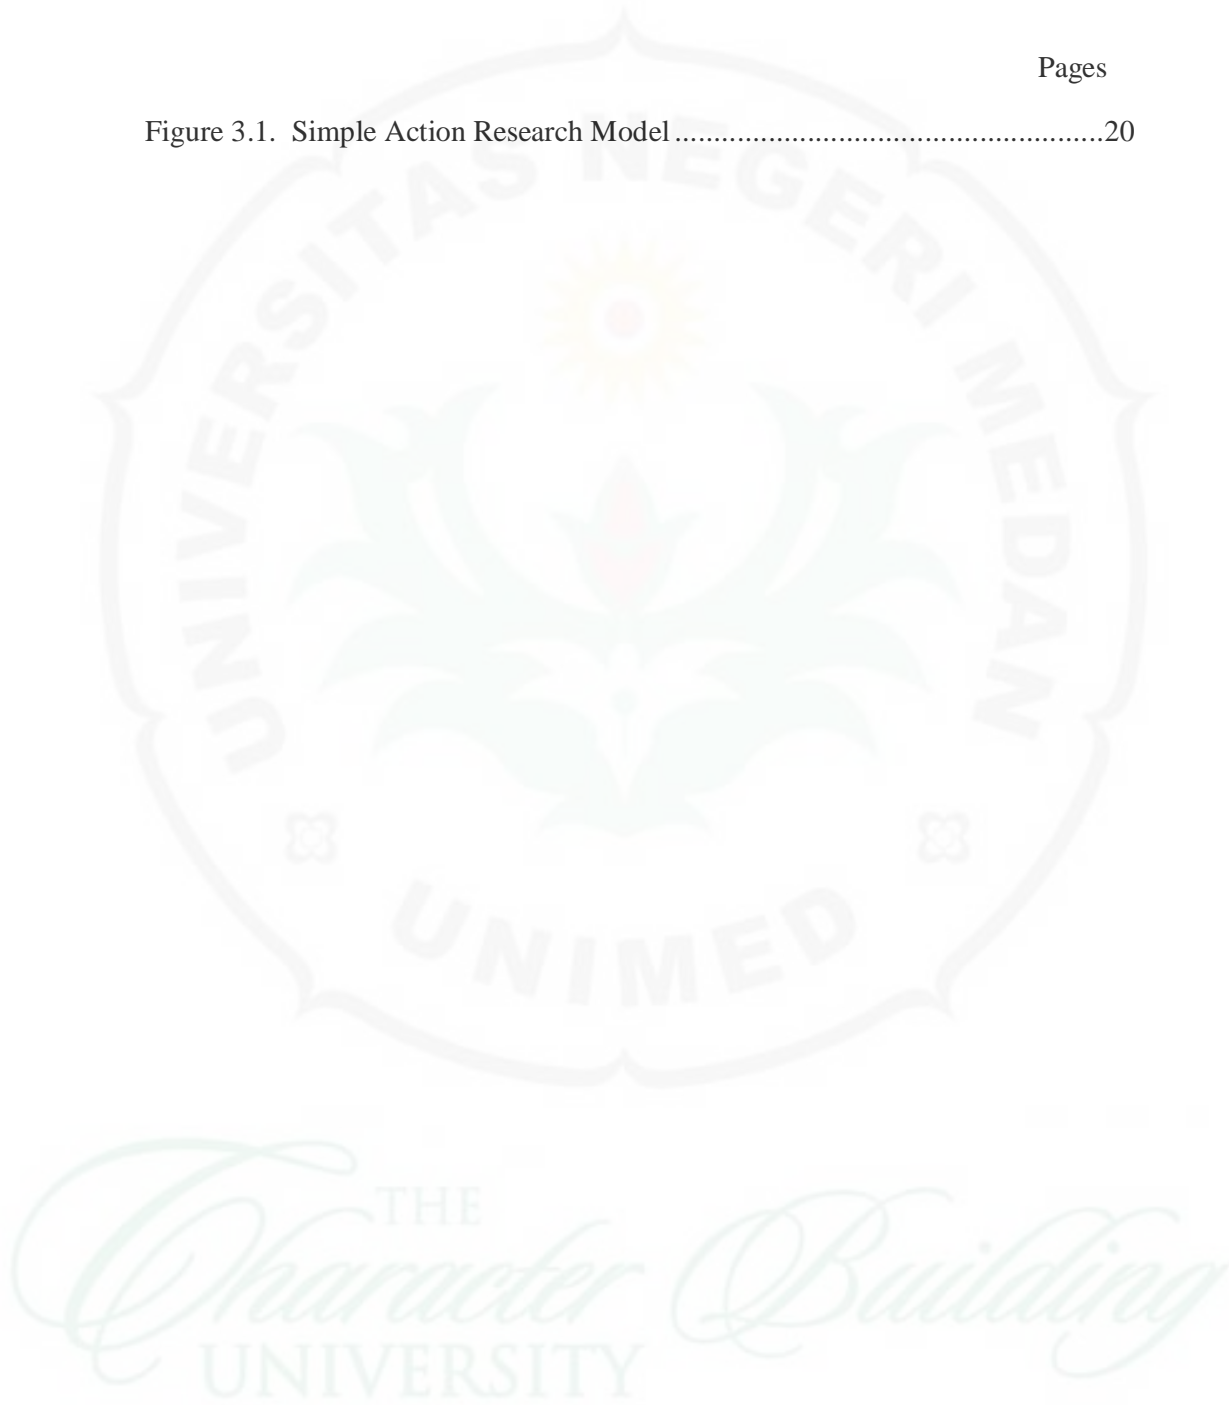 Pages
Figure 3.1. Simple Action Research Model.......................................................20
UNIVERSITAS NEGERI MEDAN
UNIMED
THE
Character Building
UNIVERSITY